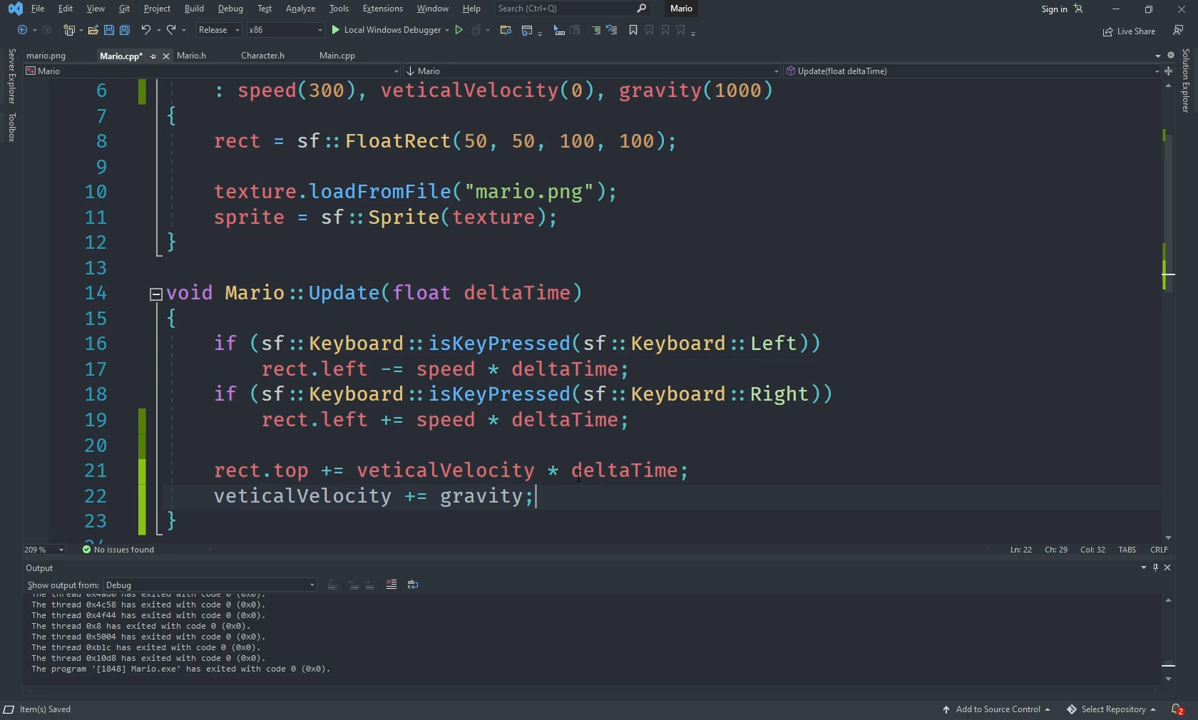 File Edit View Git Project Build Debug Test Analyze Tools Extensions Window Help Search (Ctrl+Q) Mario Sign in
Release x86 Local Windows Debugger Live Share
mario.png Mario.cpp* Mario.h Character.h Main.cpp
Mario Mario Update(float deltaTime)
Server Explorer
Toolbox
Solution Explorer
6 : speed(300), veticalVelocity(0), gravity(1000)
7 {
8 rect = sf::FloatRect(50, 50, 100, 100);
9
10 texture.loadFromFile("mario.png");
11 sprite = sf::Sprite(texture);
12 }
13
14 void Mario::Update(float deltaTime)
15 {
16 if (sf::Keyboard::isKeyPressed(sf::Keyboard::Left))
17 rect.left -= speed * deltaTime;
18 if (sf::Keyboard::isKeyPressed(sf::Keyboard::Right))
19 rect.left += speed * deltaTime;
20
21 rect.top += veticalVelocity * deltaTime;
22 veticalVelocity += gravity;
23 }
209 % No issues found Ln: 22 Ch: 29 Col: 32 TABS CRLF
Output
Show output from: Debug
The thread 0x4c58 has exited with code 0 (0x0).
The thread 0x4f44 has exited with code 0 (0x0).
The thread 0x8 has exited with code 0 (0x0).
The thread 0x5004 has exited with code 0 (0x0).
The thread 0xb1c has exited with code 0 (0x0).
The thread 0x10d8 has exited with code 0 (0x0).
The program '[1848] Mario.exe' has exited with code 0 (0x0).
Item(s) Saved Add to Source Control Select Repository 2